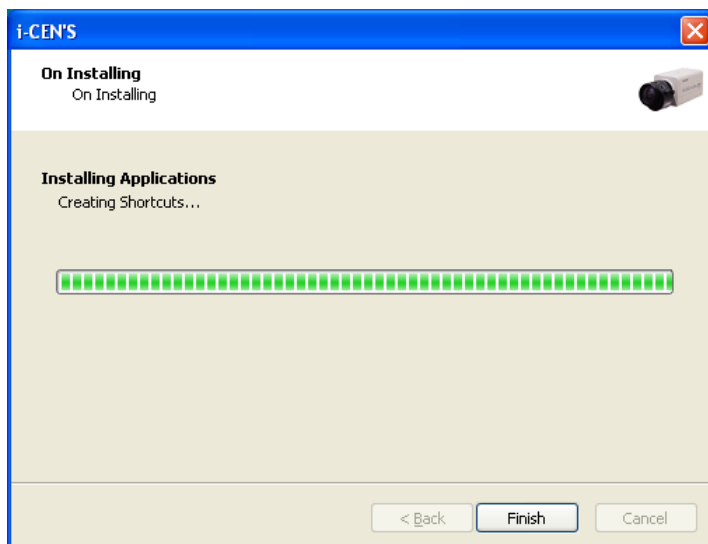 i-CEN'S
On Installing
On Installing
Installing Applications
Creating Shortcuts...
< Back
Finish
Cancel